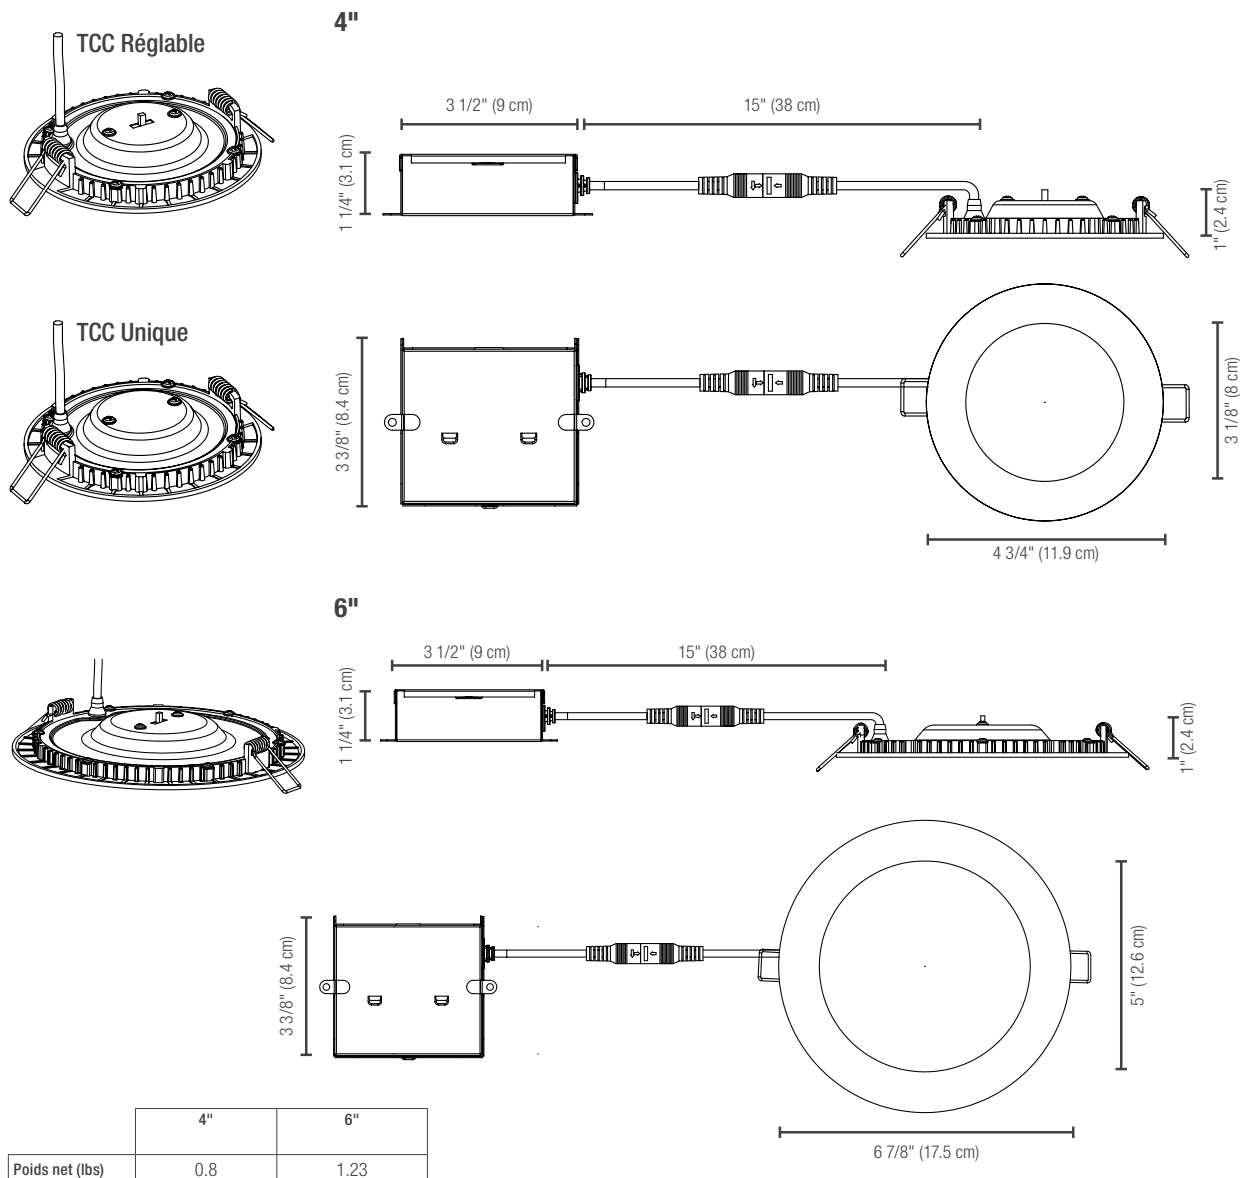 4"
TCC Réglable
3 1/2" (9 cm)
15" (38 cm)
1 1/4" (3.1 cm)
1" (2.4 cm)
TCC Unique
3 3/8" (8.4 cm)
3 1/8" (8 cm)
4 3/4" (11.9 cm)
6"
3 1/2" (9 cm)
15" (38 cm)
1 1/4" (3.1 cm)
1" (2.4 cm)
3 3/8" (8.4 cm)
5" (12.6 cm)
6 7/8" (17.5 cm)
4" 6"
Poids net (lbs) 0.8 1.23